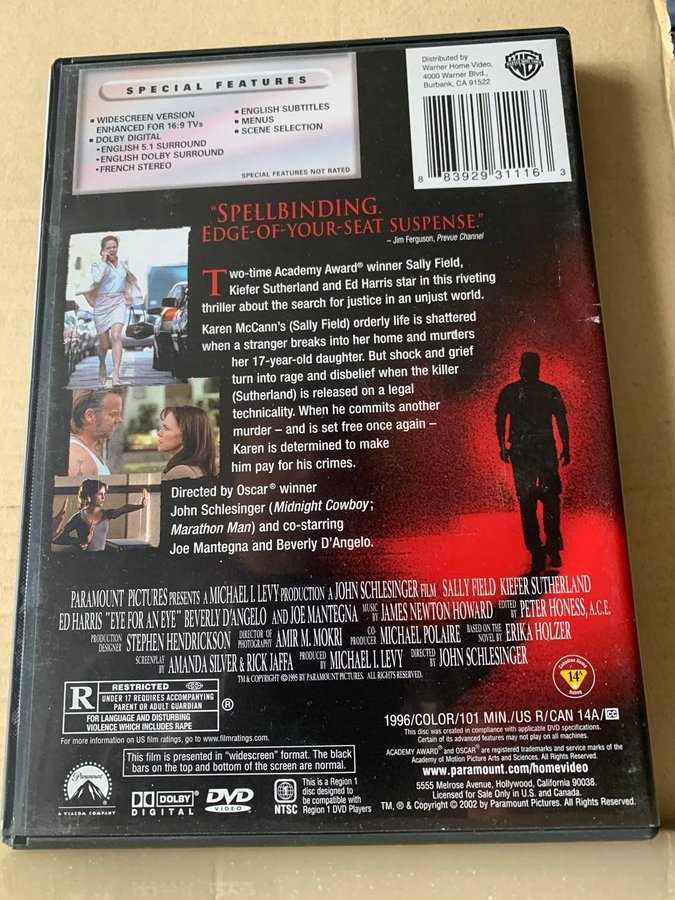 SPECIAL FEATURES
▪ WIDESCREEN VERSION
ENHANCED FOR 16:9 TVs
▪ DOLBY DIGITAL
•ENGLISH 5.1 SURROUND
•ENGLISH DOLBY SURROUND
•FRENCH STEREO
▪ ENGLISH SUBTITLES
▪ MENUS
▪ SCENE SELECTION
SPECIAL FEATURES NOT RATED
Distributed by
Warner Home Video,
4000 Warner Blvd.,
Burbank, CA 91522
8 83929 31116 3
"SPELLBINDING.
EDGE-OF-YOUR-SEAT SUSPENSE."
– Jim Ferguson, Prevue Channel
Two-time Academy Award® winner Sally Field,
Kiefer Sutherland and Ed Harris star in this riveting
thriller about the search for justice in an unjust world.
Karen McCann's (Sally Field) orderly life is shattered
when a stranger breaks into her home and murders
her 17-year-old daughter. But shock and grief
turn into rage and disbelief when the killer
(Sutherland) is released on a legal
technicality. When he commits another
murder – and is set free once again –
Karen is determined to make
him pay for his crimes.
Directed by Oscar® winner
John Schlesinger (Midnight Cowboy;
Marathon Man) and co-starring
Joe Mantegna and Beverly D'Angelo.
PARAMOUNT PICTURES PRESENTS A MICHAEL I. LEVY PRODUCTION A JOHN SCHLESINGER FILM SALLY FIELD KIEFER SUTHERLAND
ED HARRIS "EYE FOR AN EYE" BEVERLY D'ANGELO AND JOE MANTEGNA MUSIC BY JAMES NEWTON HOWARD EDITED BY PETER HONESS, A.C.E.
PRODUCTION DESIGNER STEPHEN HENDRICKSON DIRECTOR OF PHOTOGRAPHY AMIR M. MOKRI CO-PRODUCER MICHAEL POLAIRE BASED ON THE NOVEL BY ERIKA HOLZER
SCREENPLAY BY AMANDA SILVER & RICK JAFFA PRODUCED BY MICHAEL I. LEVY DIRECTED BY JOHN SCHLESINGER
TM & COPYRIGHT © 1995 BY PARAMOUNT PICTURES. ALL RIGHTS RESERVED.
R RESTRICTED
UNDER 17 REQUIRES ACCOMPANYING
PARENT OR ADULT GUARDIAN
®
FOR LANGUAGE AND DISTURBING
VIOLENCE WHICH INCLUDES RAPE
For more information on US film ratings, go to www.filmratings.com.
Canadian Home
14A
Rating
1996/COLOR/101 MIN./US R/CAN 14A/CC
This disc was created in compliance with applicable DVD specifications.
Certain of its advanced features may not play on all machines.
ACADEMY AWARD® and OSCAR® are registered trademarks and service marks of the
Academy of Motion Picture Arts and Sciences. All Rights Reserved.
This film is presented in "widescreen" format. The black
bars on the top and bottom of the screen are normal.
www.paramount.com/homevideo
5555 Melrose Avenue, Hollywood, California 90038.
Licensed for Sale Only in U.S. and Canada.
TM, ® & Copyright © 2002 by Paramount Pictures. All Rights Reserved.
Paramount
A VIACOM COMPANY
DOLBY
DIGITAL
DVD
VIDEO
1
NTSC
This is a Region 1
disc designed to
be compatible with
Region 1 DVD Players